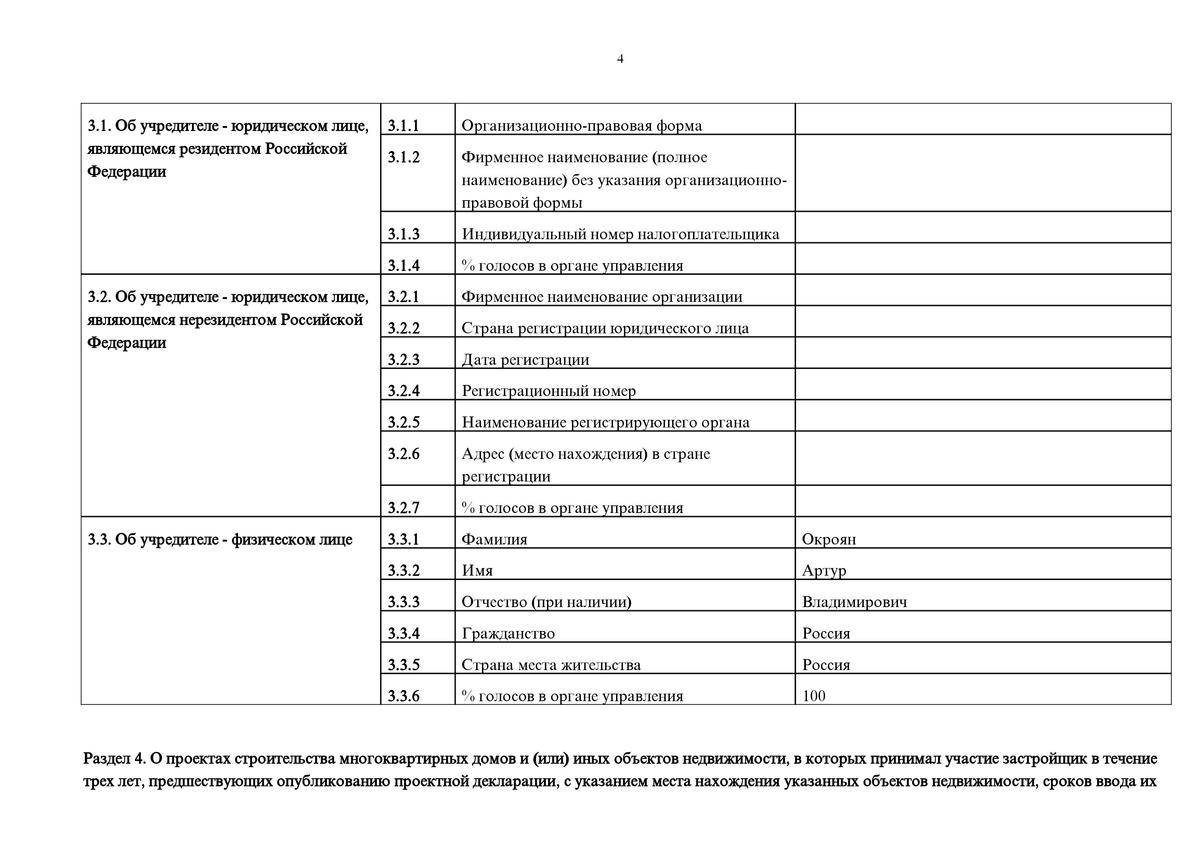 4
3.1. Об учредителе - юридическом лице,
являющемся резидентом Российской
Федерации
3.1.1
Организационно-правовая форма
3.1.2
Фирменное наименование (полное
наименование) без указания организационно-
правовой формы
3.1.3
Индивидуальный номер налогоплательщика
3.1.4
% голосов в органе управления
3.2. Об учредителе - юридическом лице,
являющемся нерезидентом Российской
Федерации
3.2.1
Фирменное наименование организации
3.2.2
Страна регистрации юридического лица
3.2.3
Дата регистрации
3.2.4
Регистрационный номер
3.2.5
Наименование регистрирующего органа
3.2.6
Адрес (место нахождения) в стране
регистрации
3.2.7
% голосов в органе управления
3.3. Об учредителе - физическом лице
3.3.1
Фамилия
Окроян
3.3.2
Имя
Артур
3.3.3
Отчество (при наличии)
Владимирович
3.3.4
Гражданство
Россия
3.3.5
Страна места жительства
Россия
3.3.6
% голосов в органе управления
100
Раздел 4. О проектах строительства многоквартирных домов и (или) иных объектов недвижимости, в которых принимал участие застройщик в течение
трех лет, предшествующих опубликованию проектной декларации, с указанием места нахождения указанных объектов недвижимости, сроков ввода их